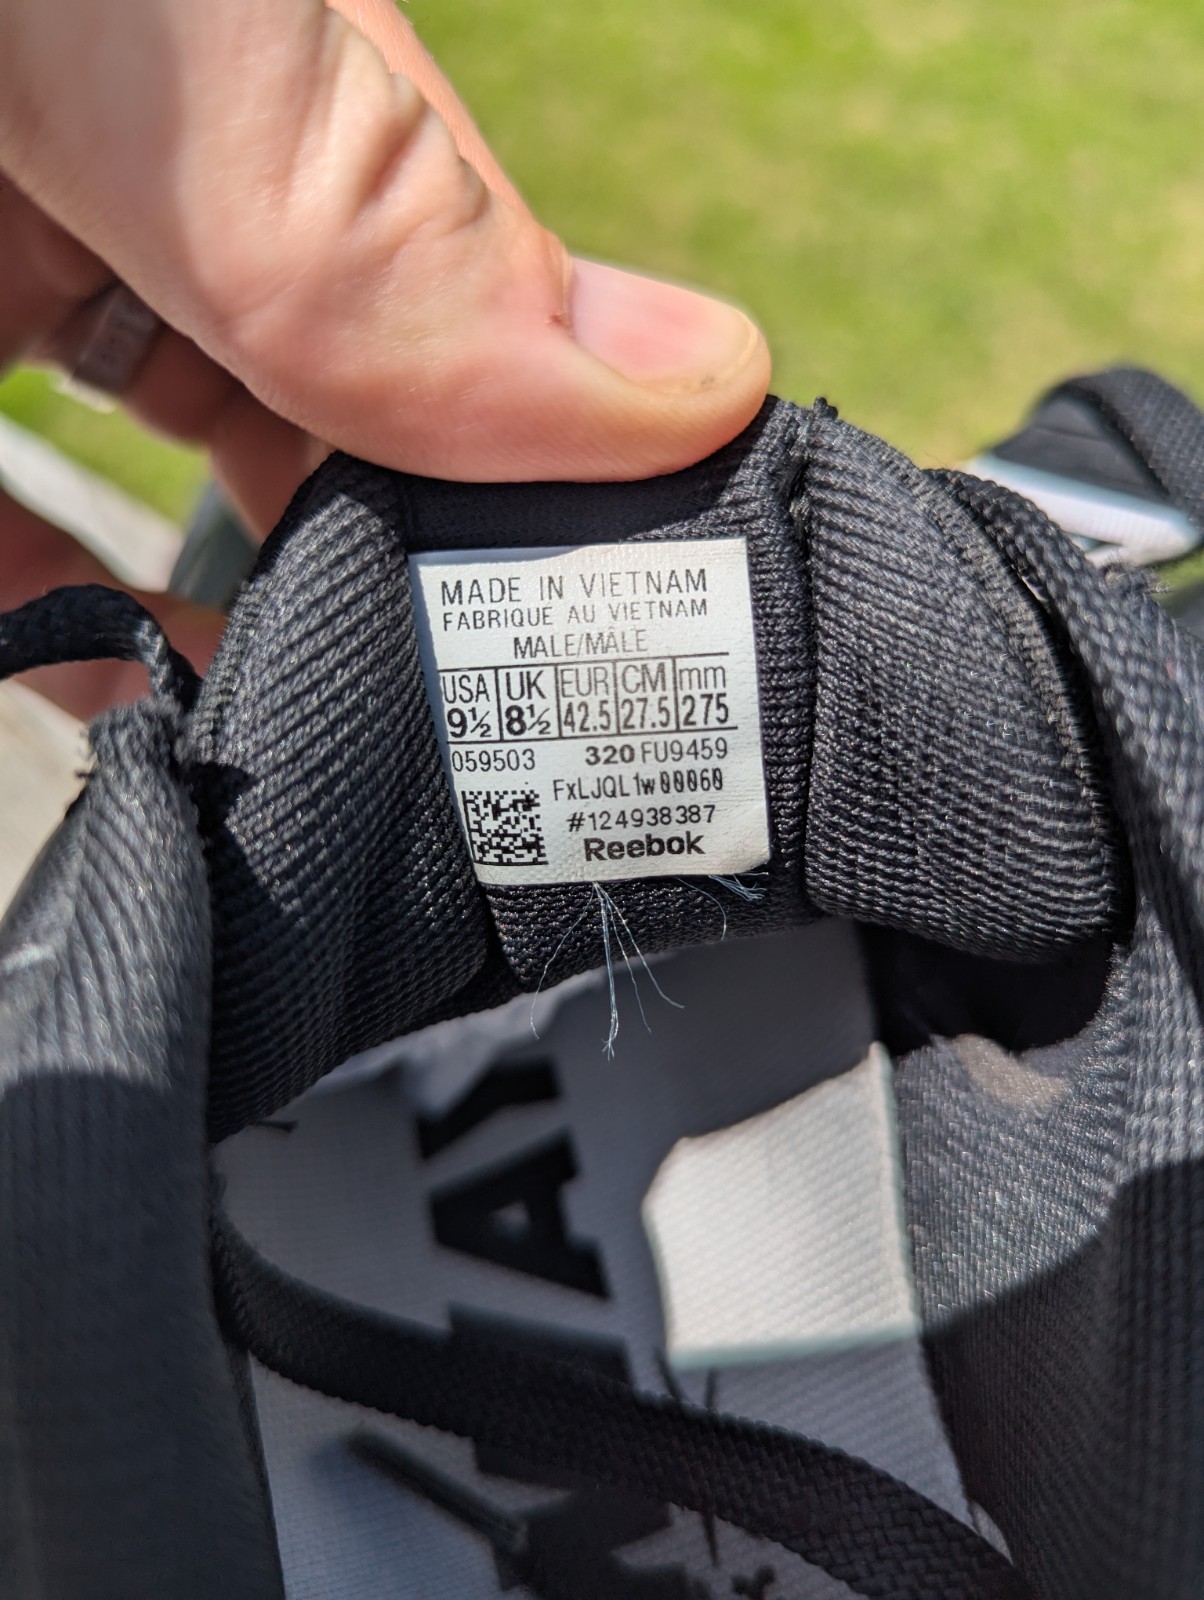 MADE IN VIETNAM
FABRIQUE AU VIETNAM
MALE/MÂLE
USA UK EUR CM mm
9½ 8½ 42.5 27.5 275
059503 320 FU9459
FxLJQL1w00060
#124938387
Reebok